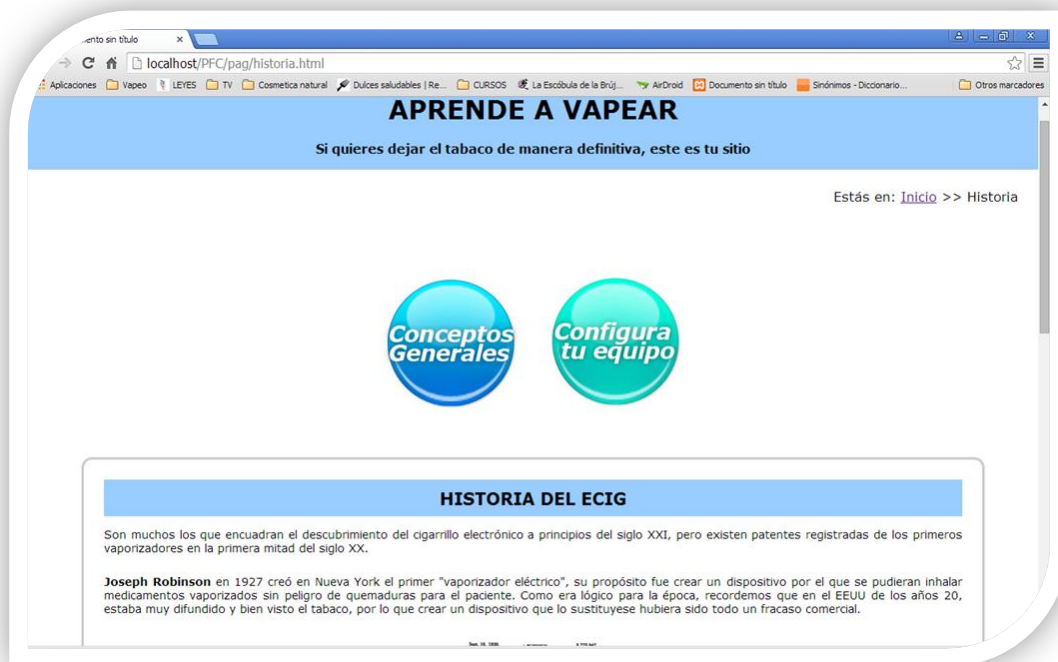 ento sin título
localhost/PFC/pag/historia.html
Aplicaciones Vapeo LEYES TV Cosmetica natural Dulces saludables | Re... CURSOS La Escóbula de la Brúj... AirDroid Documento sin título Sinónimos - Diccionario... Otros marcadores
APRENDE A VAPEAR
Si quieres dejar el tabaco de manera definitiva, este es tu sitio
Estás en: Inicio >> Historia
Conceptos
Generales
Configura
tu equipo
HISTORIA DEL ECIG
Son muchos los que encuadran el descubrimiento del cigarrillo electrónico a principios del siglo XXI, pero existen patentes registradas de los primeros
vaporizadores en la primera mitad del siglo XX.
Joseph Robinson en 1927 creó en Nueva York el primer "vaporizador eléctrico", su propósito fue crear un dispositivo por el que se pudieran inhalar
medicamentos vaporizados sin peligro de quemaduras para el paciente. Como era lógico para la época, recordemos que en el EEUU de los años 20,
estaba muy difundido y bien visto el tabaco, por lo que crear un dispositivo que lo sustituyese hubiera sido todo un fracaso comercial.